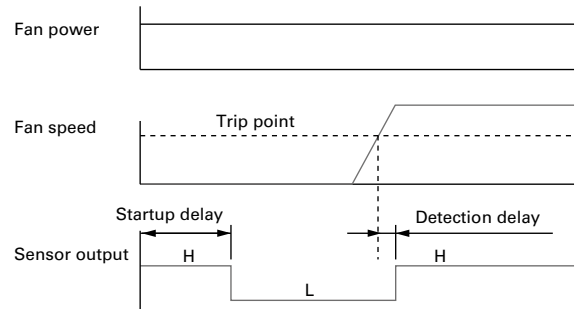 Fan power
Fan speed
Trip point
Startup delay
Detection delay
Sensor output
H
H
L